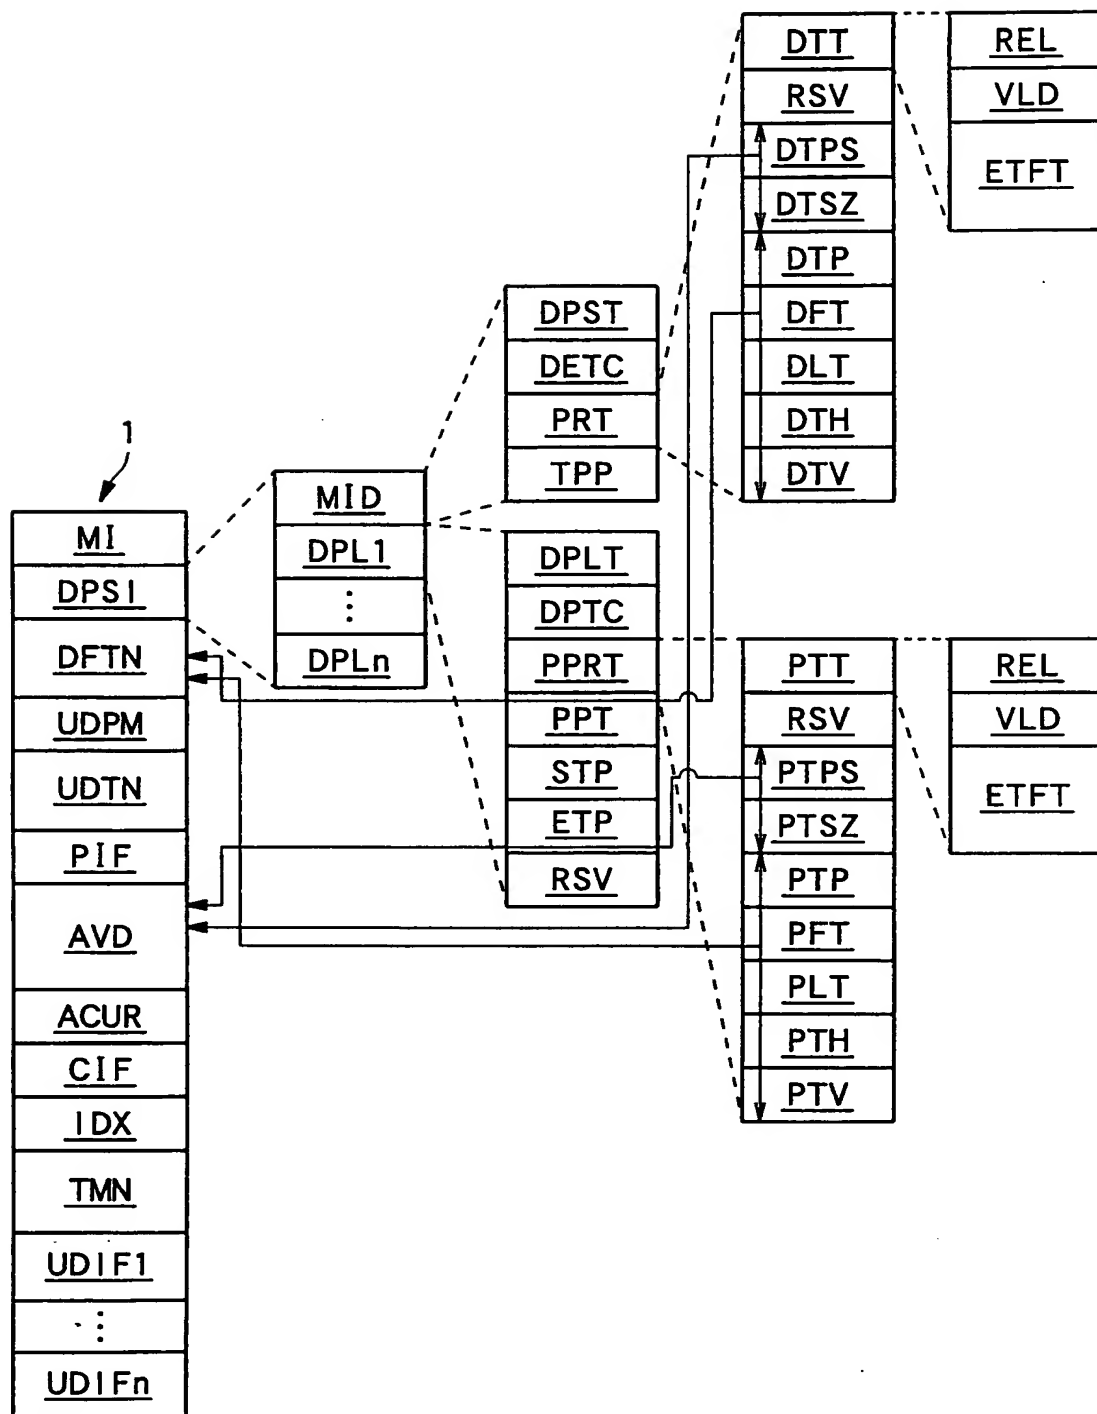 1
MI
DPSI
DFTN
UDPM
UDTN
PIF
AVD
ACUR
CIF
IDX
TMN
UDIF1
⋮
UDIFn
MID
DPL1
⋮
DPLn
DPST
DETC
PRT
TPP
DPLT
DPTC
PPRT
PPT
STP
ETP
RSV
DTT
RSV
DTPS
DTSZ
DTP
DFT
DLT
DTH
DTV
REL
VLD
ETFT
PTT
RSV
PTPS
PTSZ
PTP
PFT
PLT
PTH
PTV
REL
VLD
ETFT